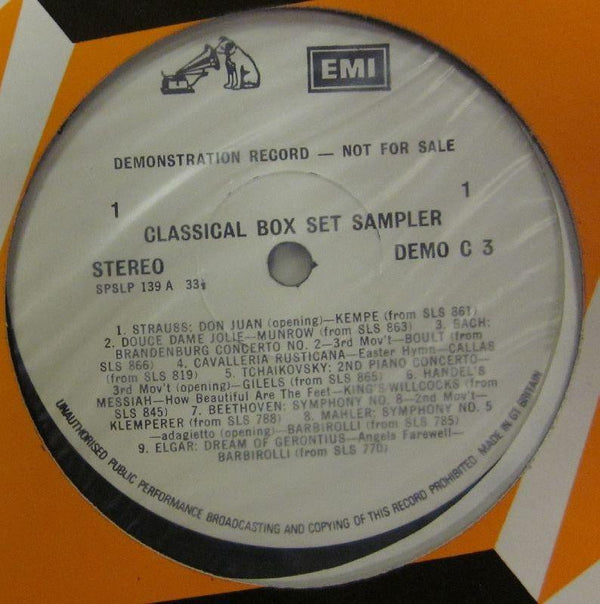 EMI
DEMONSTRATION RECORD — NOT FOR SALE
1
1
CLASSICAL BOX SET SAMPLER
STEREO
DEMO C 3
SPSLP 139 A 33⅓
1. STRAUSS: DON JUAN (opening)—KEMPE (from SLS 861)
2. DOUCE DAME JOLIE—MUNROW (from SLS 863) 3. BACH:
BRANDENBURG CONCERTO NO. 2—3rd Mov't—BOULT (from
SLS 866) 4. CAVALLERIA RUSTICANA—Easter Hymn—CALLAS
(from SLS 819) 5. TCHAIKOVSKY: 2ND PIANO CONCERTO—
3rd Mov't (opening)—GILELS (from SLS 865) 6. HANDEL'S
MESSIAH—How Beautiful Are The Feet—KING'S/WILLCOCKS (from
SLS 845) 7. BEETHOVEN: SYMPHONY NO. 8—2nd Mov't—
KLEMPERER (from SLS 788) 8. MAHLER: SYMPHONY NO. 5
—adagietto (opening)—BARBIROLLI (from SLS 785)
9. ELGAR: DREAM OF GERONTIUS—Angels Farewell—
BARBIROLLI (from SLS 770)
UNAUTHORISED PUBLIC PERFORMANCE BROADCASTING AND COPYING OF THIS RECORD PROHIBITED MADE IN GT BRITAIN